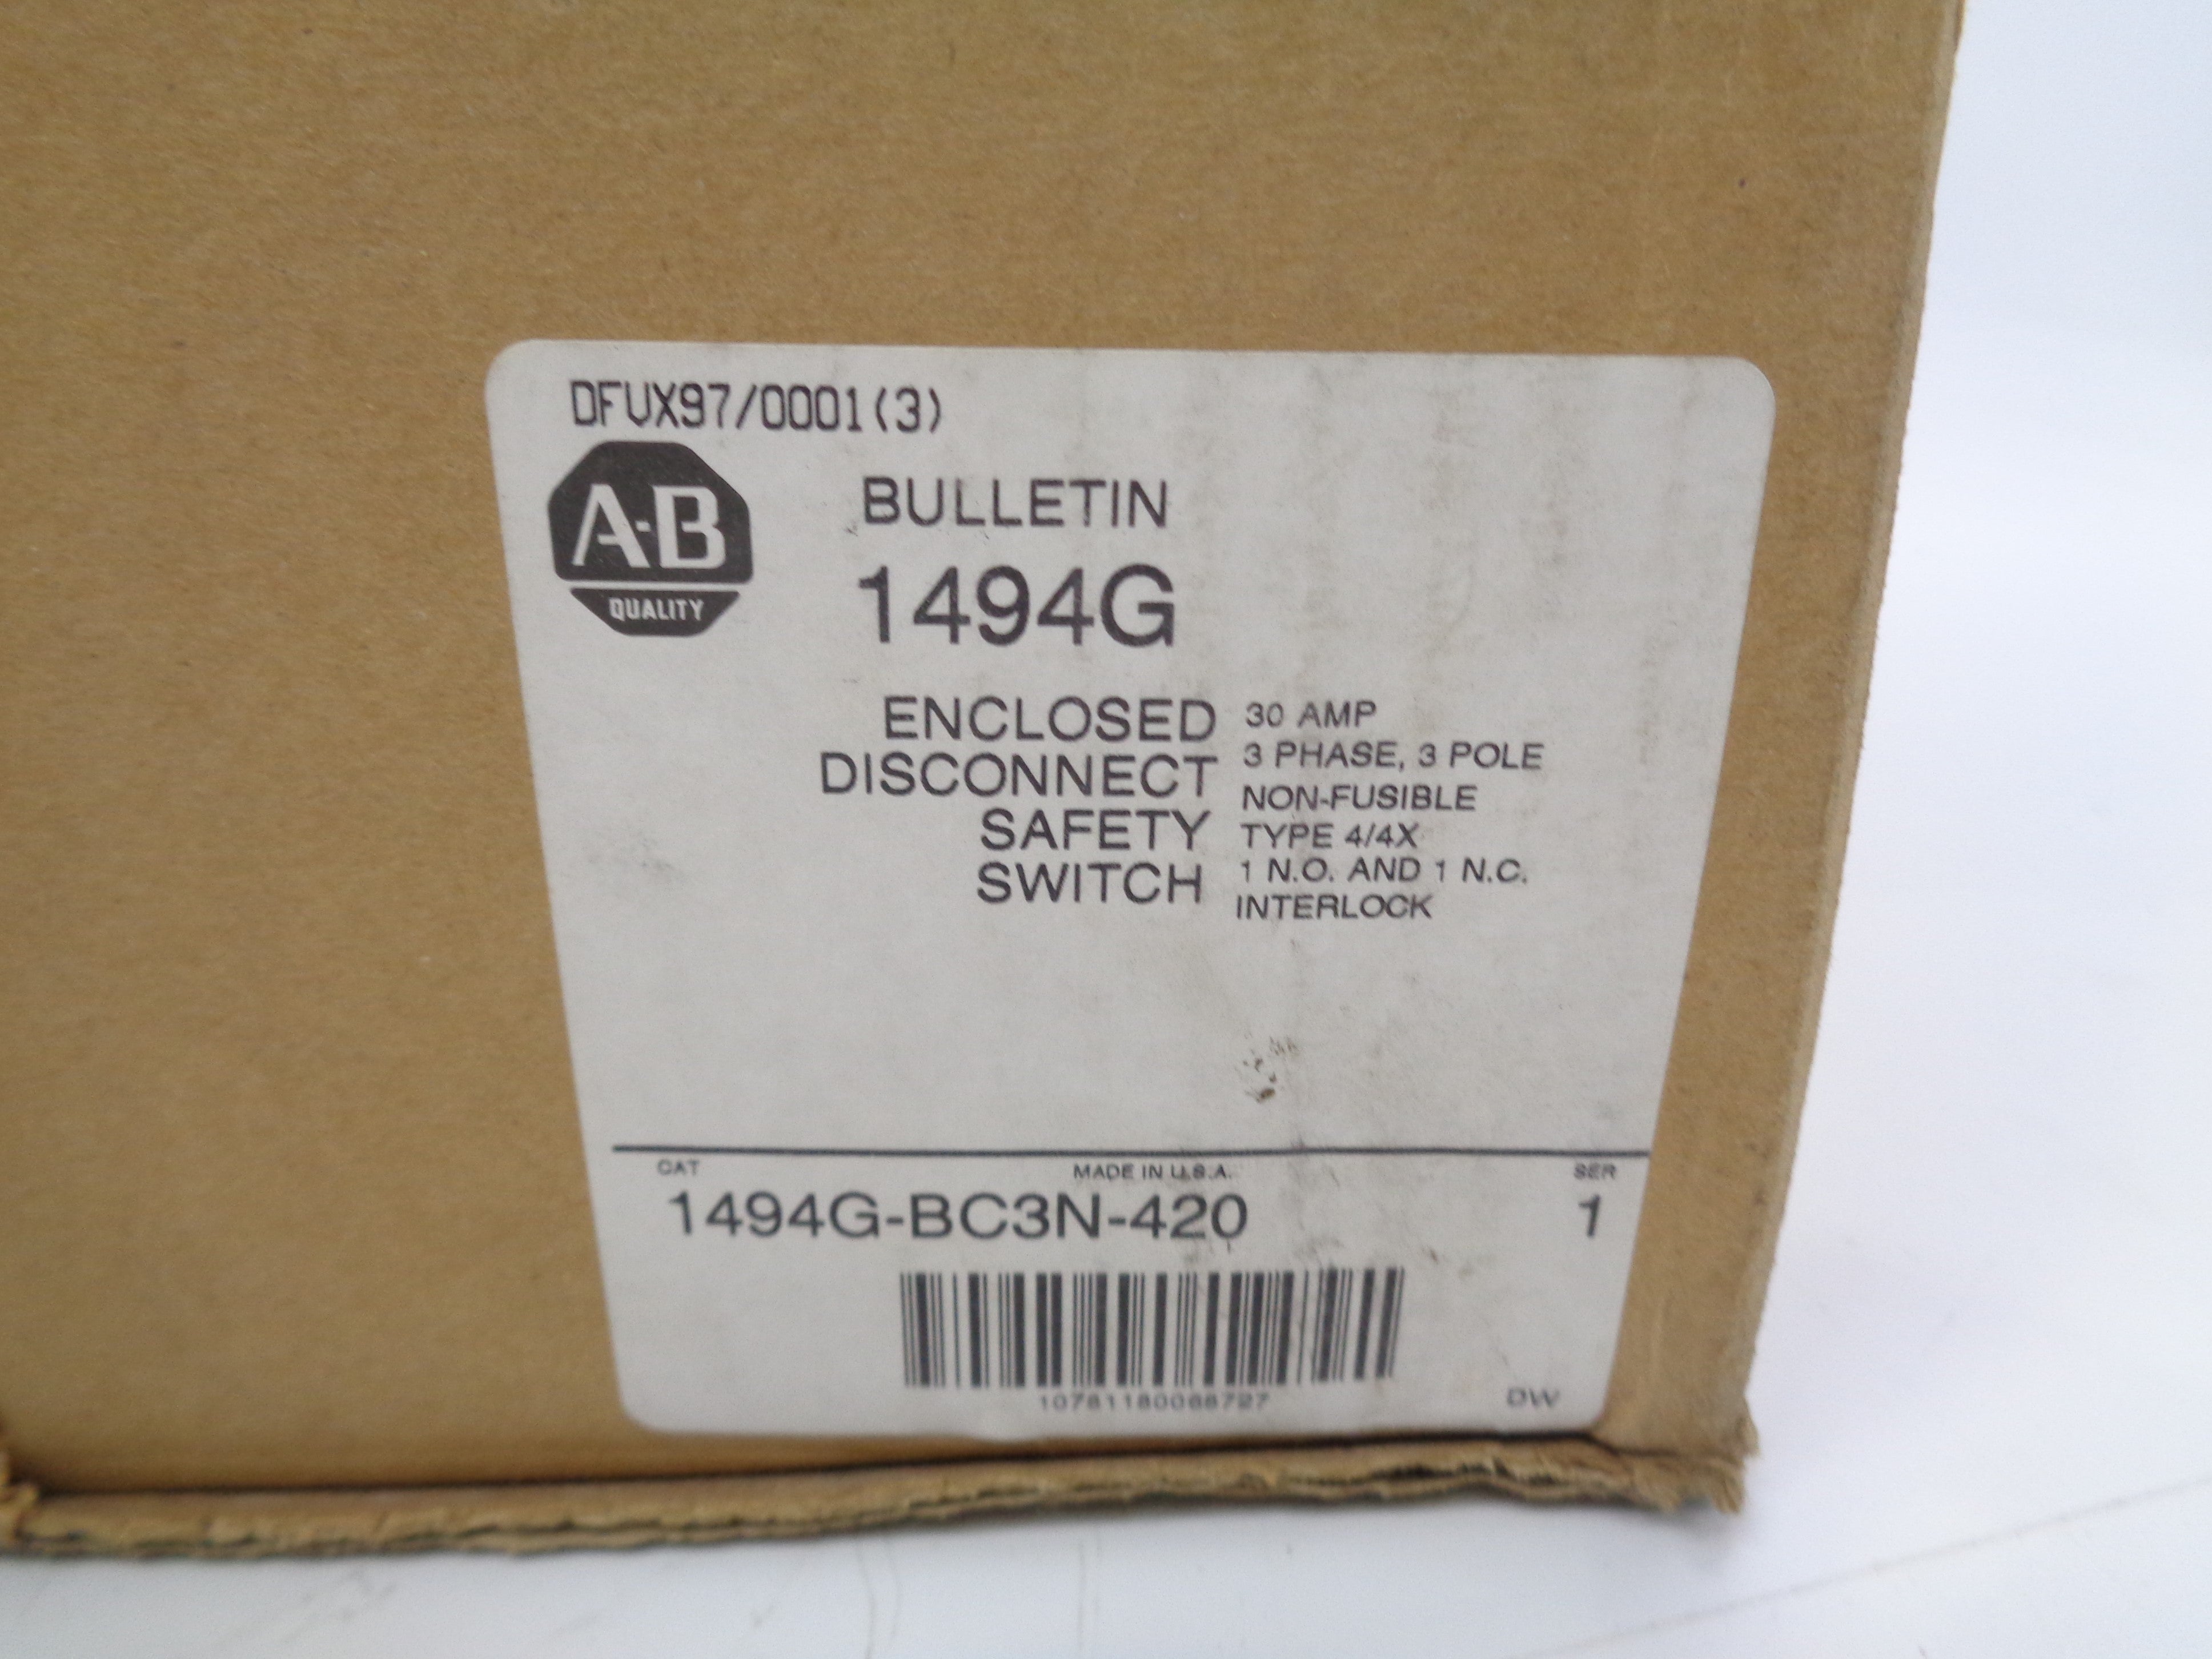 DFVX97/0001(3)
A-B
QUALITY
BULLETIN
1494G
ENCLOSED
DISCONNECT
SAFETY
SWITCH
30 AMP
3 PHASE, 3 POLE
NON-FUSIBLE
TYPE 4/4X
1 N.O. AND 1 N.C.
INTERLOCK
CAT
MADE IN U.S.A.
SER
1494G-BC3N-420
1
DW